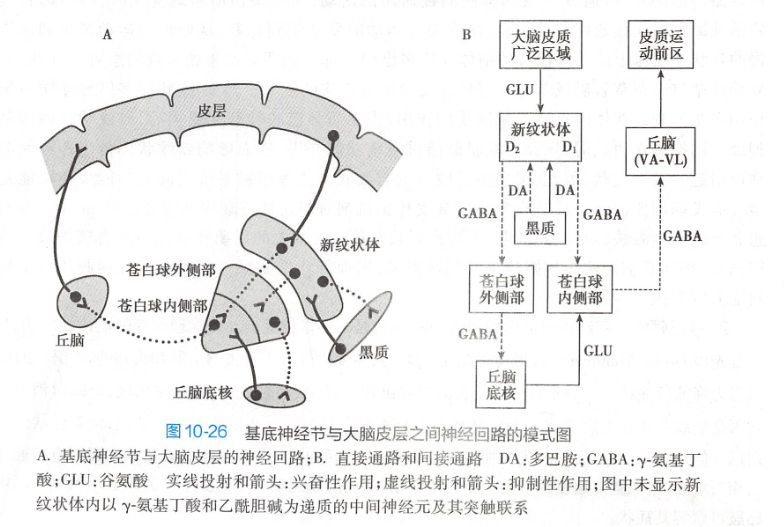 A
皮层
新纹状体
苍白球外侧部
苍白球内侧部
丘脑
黑质
丘脑底核
B
大脑皮质
广泛区域
皮质运
动前区
GLU
新纹状体
D₂ D₁
丘脑
(VA-VL)
DA DA
GABA
GABA
GABA
黑质
苍白球
外侧部
苍白球
内侧部
GABA
GLU
丘脑
底核
图10-26 基底神经节与大脑皮层之间神经回路的模式图
A. 基底神经节与大脑皮层的神经回路;B. 直接通路和间接通路 DA:多巴胺;GABA:γ-氨基丁
酸;GLU:谷氨酸 实线投射和箭头:兴奋性作用;虚线投射和箭头:抑制性作用;图中未显示新
纹状体内以 γ-氨基丁酸和乙酰胆碱为递质的中间神经元及其突触联系